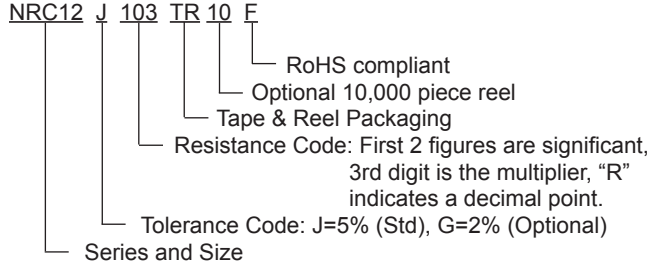 NRC12 J 103 TR 10 F
RoHS compliant
Optional 10,000 piece reel
Tape & Reel Packaging
Resistance Code: First 2 figures are significant,
3rd digit is the multiplier, “R”
indicates a decimal point.
Tolerance Code: J=5% (Std), G=2% (Optional)
Series and Size